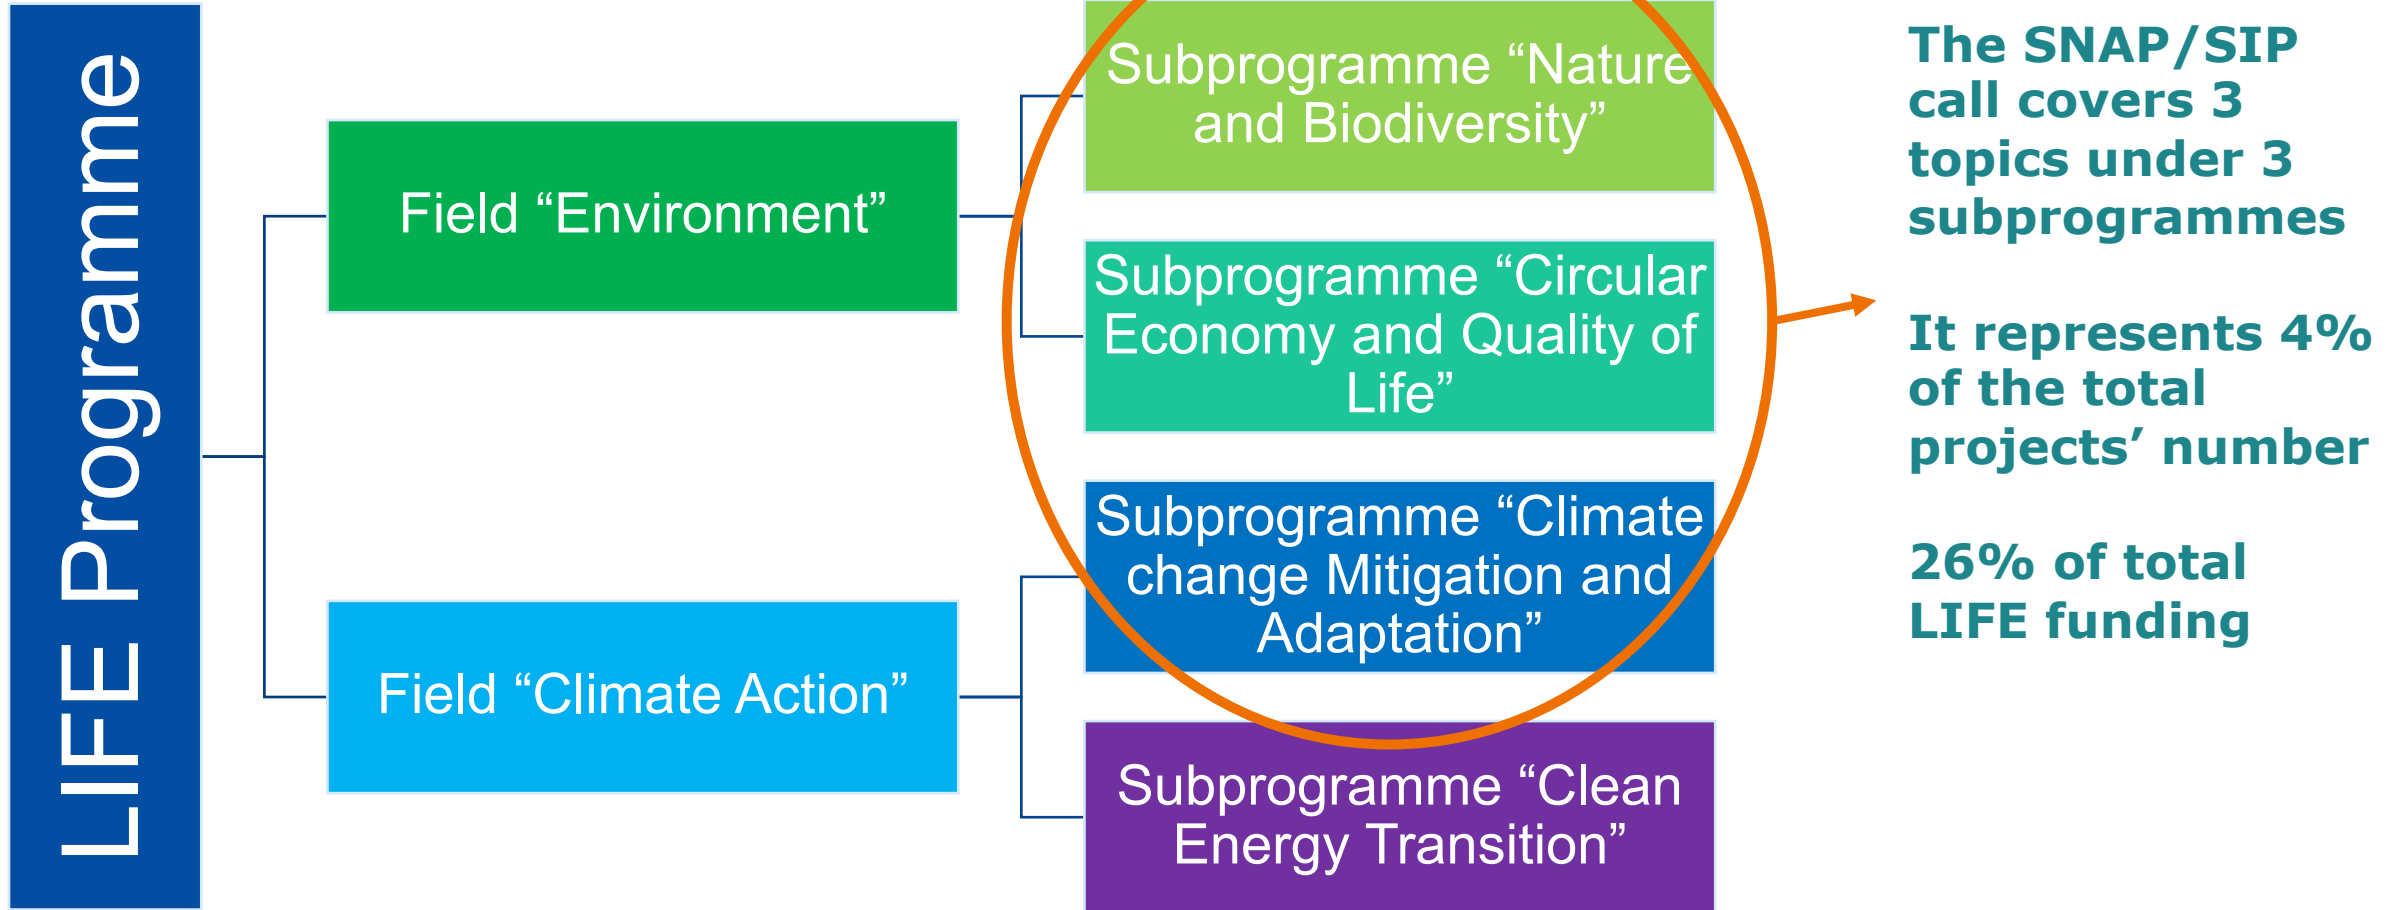 LIFE Programme
Field “Environment”
Field “Climate Action”
Subprogramme “Nature
and Biodiversity”
Subprogramme “Circular
Economy and Quality of
Life”
Subprogramme “Climate
change Mitigation and
Adaptation”
Subprogramme “Clean
Energy Transition”
The SNAP/SIP
call covers 3
topics under 3
subprogrammes
It represents 4%
of the total
projects’ number
26% of total
LIFE funding